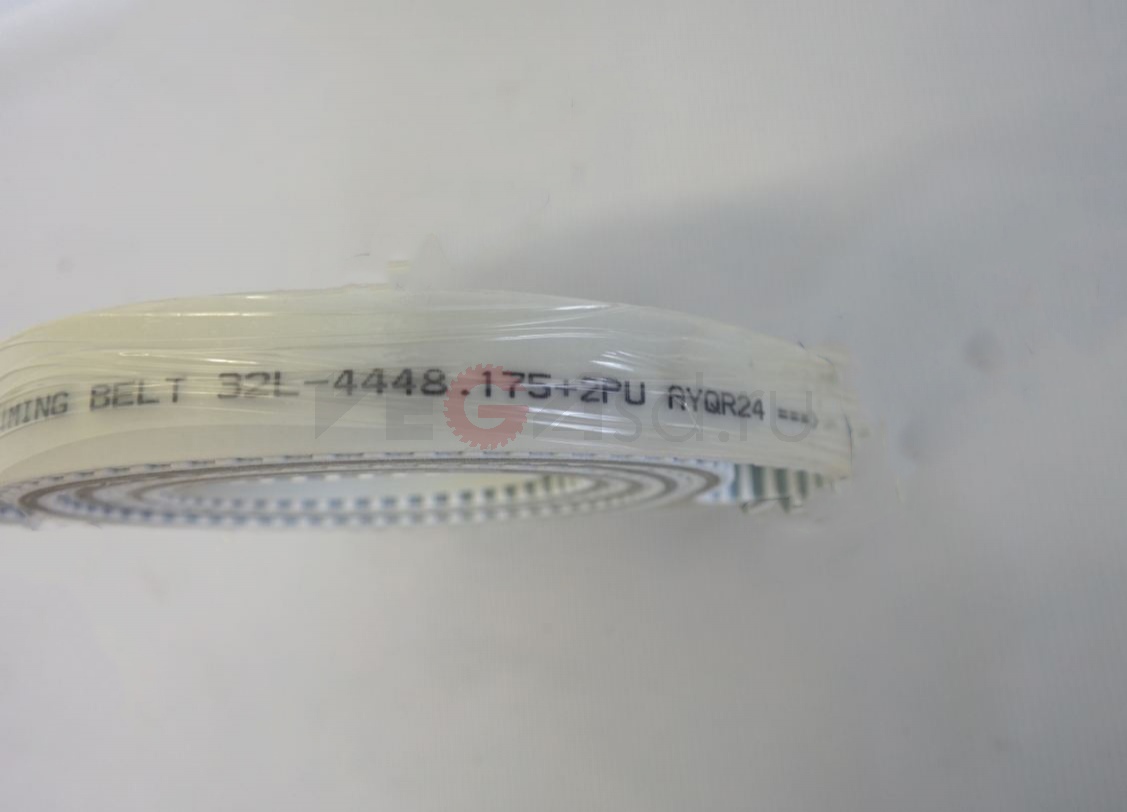 IMING BELT 32L-4448.175+2PU AYQR24 ===>